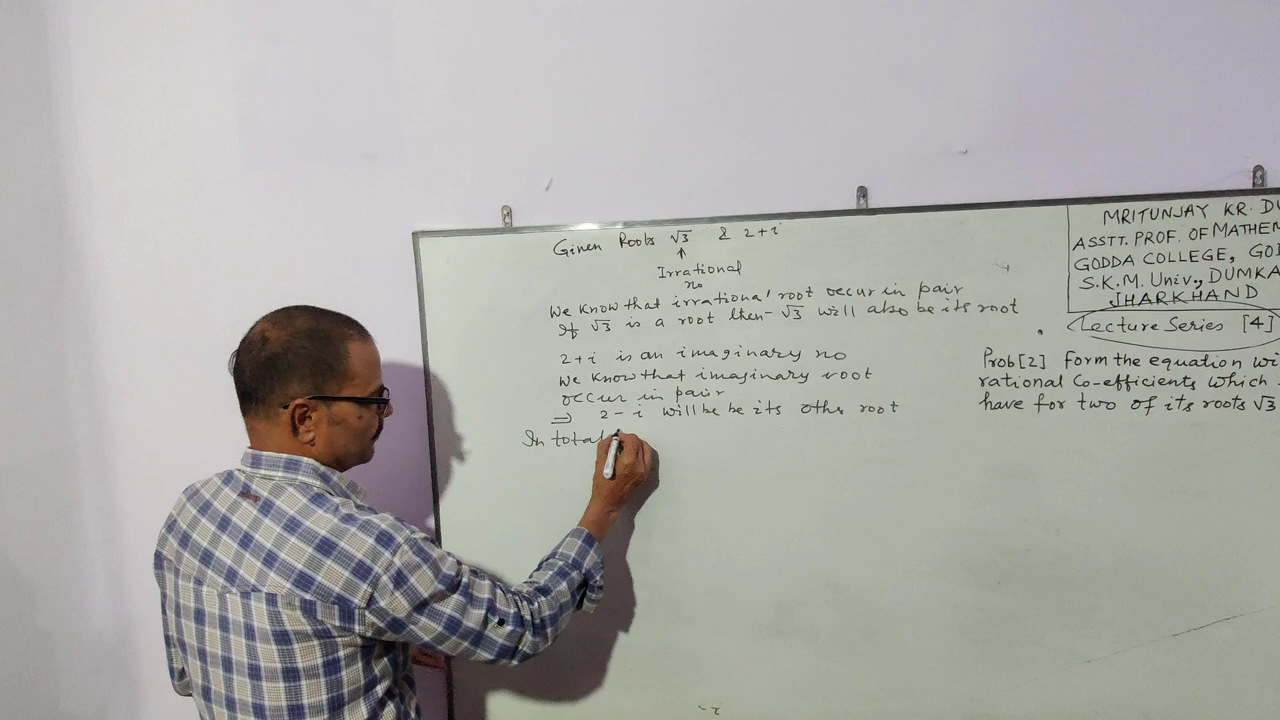 Given Roots √3 & 2+i
↑
Irrational
no
We know that irrational root occur in pair
If √3 is a root then -√3 will also be its root
2+i is an imaginary no
We know that imaginary root
occur in pair
⇒ 2-i will be be its other root
In total
MRITUNJAY KR. DU
ASSTT. PROF. OF MATHEM
GODDA COLLEGE, GOD
S.K.M. Univ., DUMKA
JHARKHAND
Lecture Series [4]
Prob[2] Form the equation wi
rational Co-efficients which
have for two of its roots √3